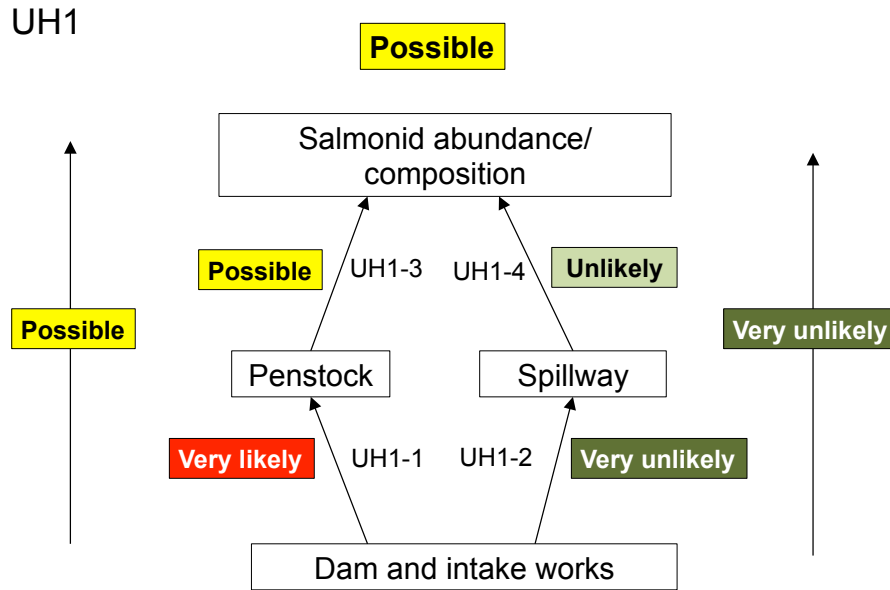 UH1
Possible
Salmonid abundance/
composition
Possible
UH1-3
UH1-4
Unlikely
Possible
Very unlikely
Penstock
Spillway
Very likely
UH1-1
UH1-2
Very unlikely
Dam and intake works